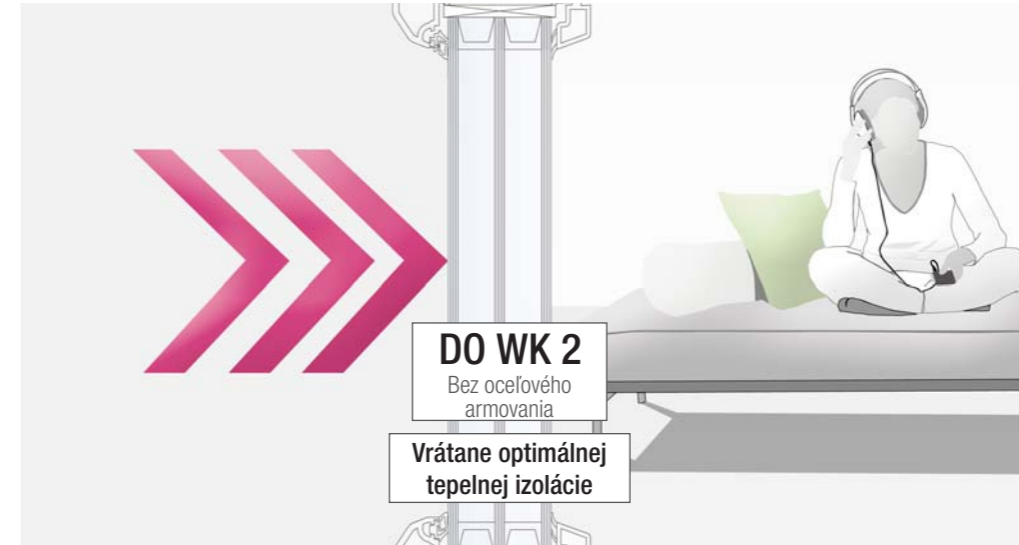 DO WK 2
Bez oceľového
armovania
Vrátane optimálnej
tepelnej izolácie